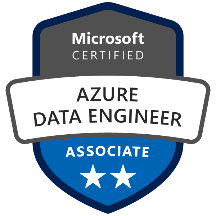 Microsoft
CERTIFIED
AZURE
DATA ENGINEER
ASSOCIATE